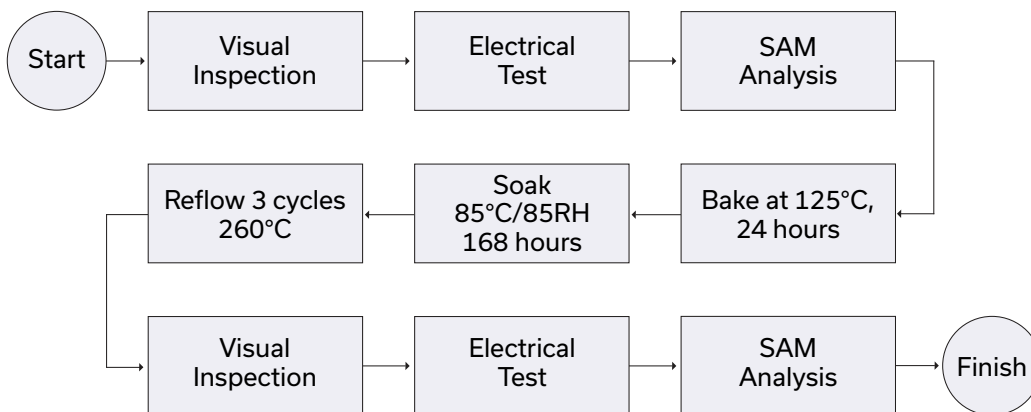 Start
Visual
Inspection
Electrical
Test
SAM
Analysis
Bake at 125°C,
24 hours
Soak
85°C/85RH
168 hours
Reflow 3 cycles
260°C
Visual
Inspection
Electrical
Test
SAM
Analysis
Finish